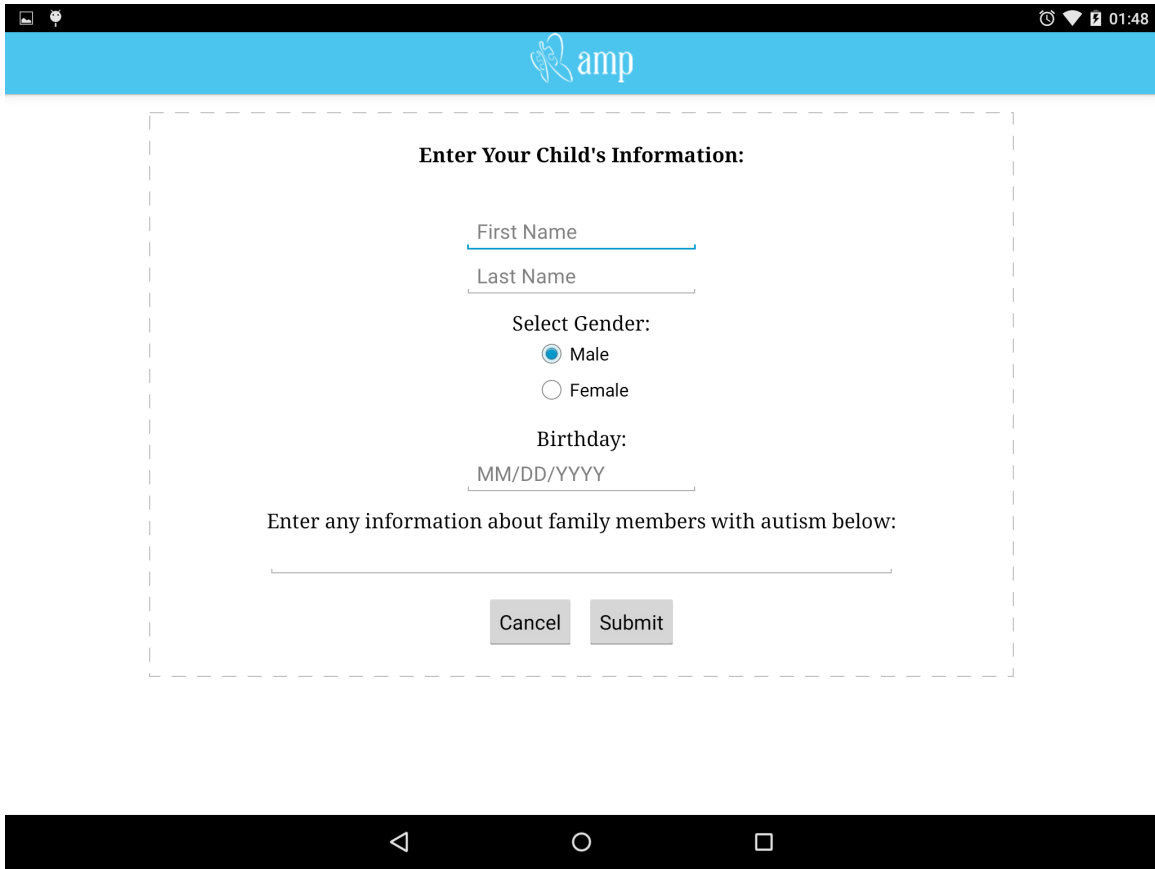 01:48
amp
Enter Your Child's Information:
First Name
Last Name
Select Gender:
Male
Female
Birthday:
MM/DD/YYYY
Enter any information about family members with autism below:
Cancel Submit